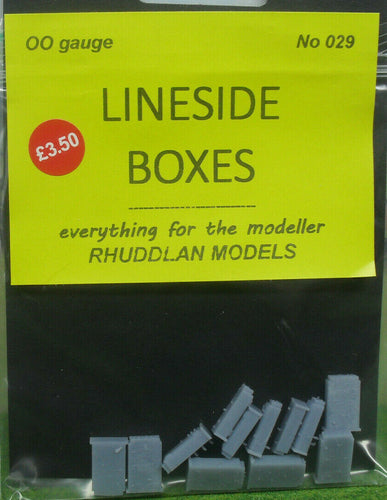 OO gauge No 029
LINESIDE
£3.50
BOXES
everything for the modeller
RHUDDLAN MODELS